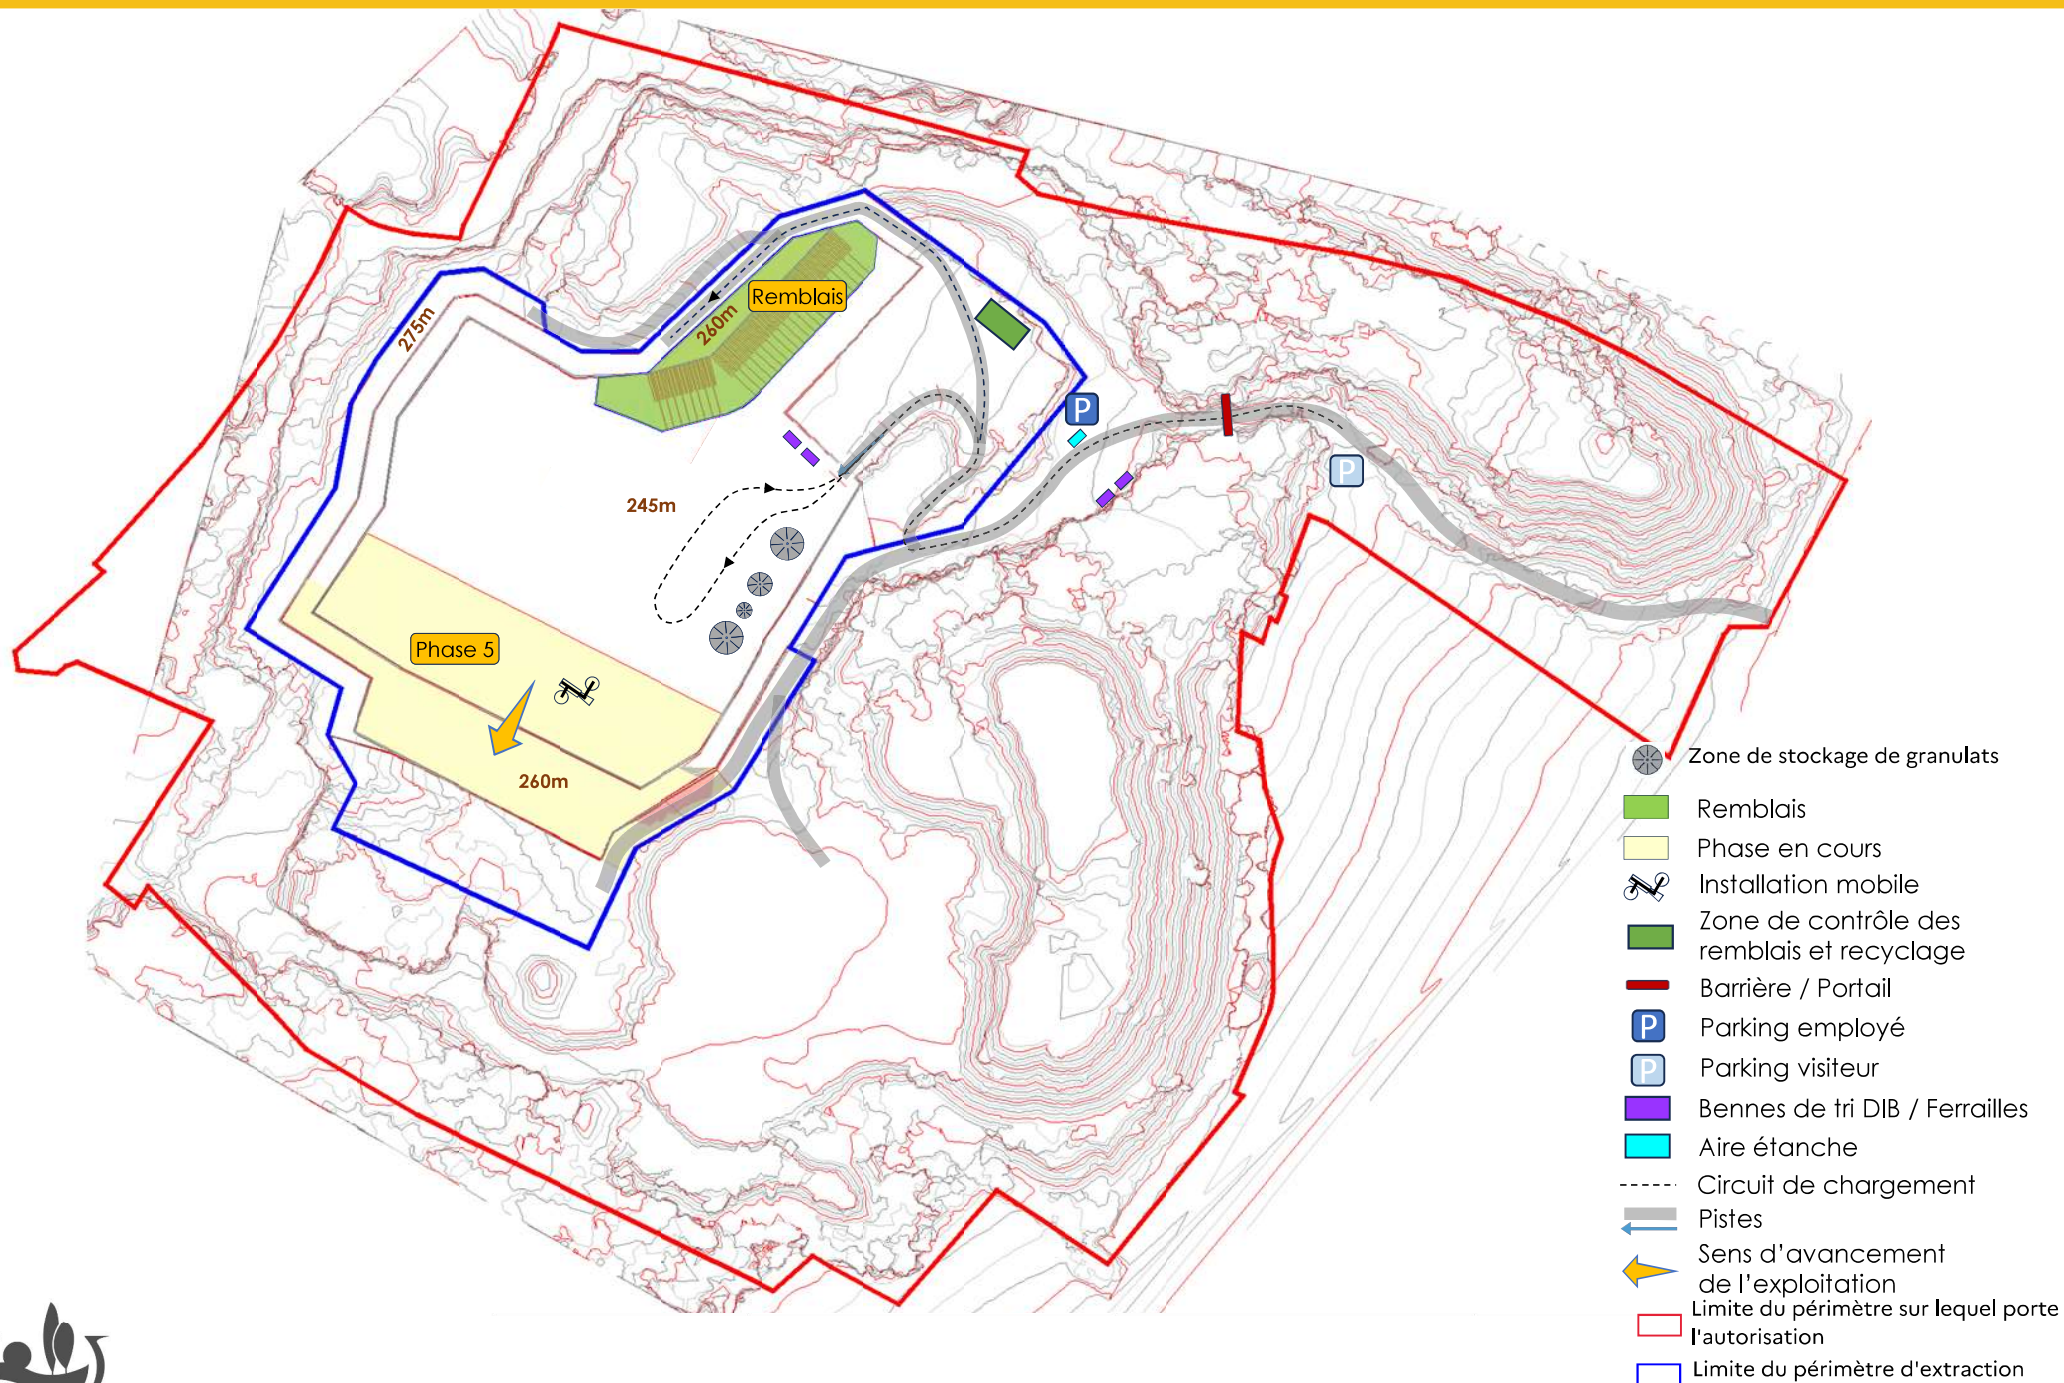 Remblais
260m
275m
P
P
245m
Phase 5
260m
Zone de stockage de granulats
Remblais
Phase en cours
Installation mobile
Zone de contrôle des
remblais et recyclage
Barrière / Portail
P
Parking employé
P
Parking visiteur
Bennes de tri DIB / Ferrailles
Aire étanche
Circuit de chargement
Pistes
Sens d'avancement
de l'exploitation
Limite du périmètre sur lequel porte
l'autorisation
Limite du périmètre d'extraction